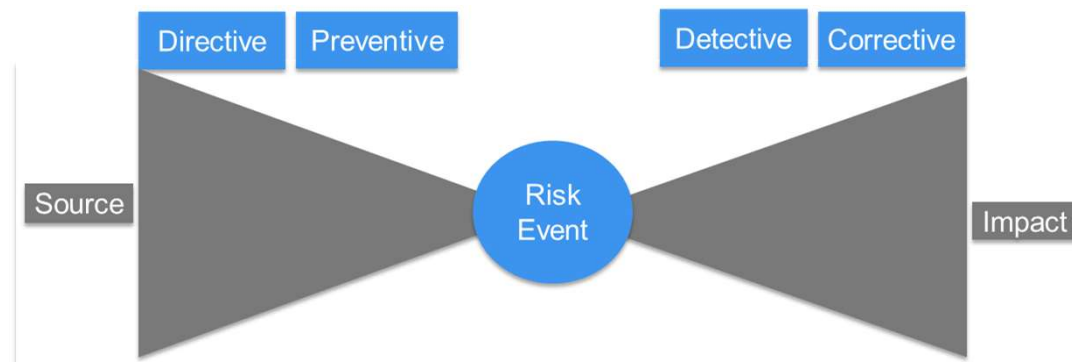 Directive
Preventive
Detective
Corrective
Source
Risk
Event
Impact